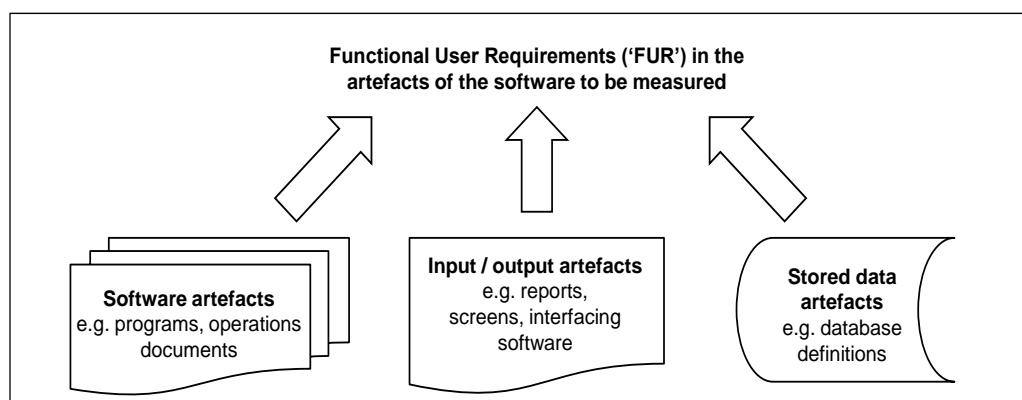 Functional User Requirements (‘FUR’) in the
artefacts of the software to be measured
Software artefacts
e.g. programs, operations
documents
Input / output artefacts
e.g. reports,
screens, interfacing
software
Stored data
artefacts
e.g. database
definitions